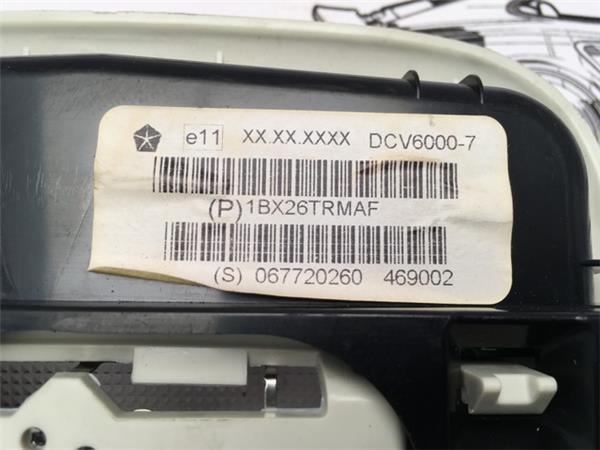 e11 XX.XX.XXXX DCV6000-7
(P)1BX26TRMAF
(S) 067720260 469002